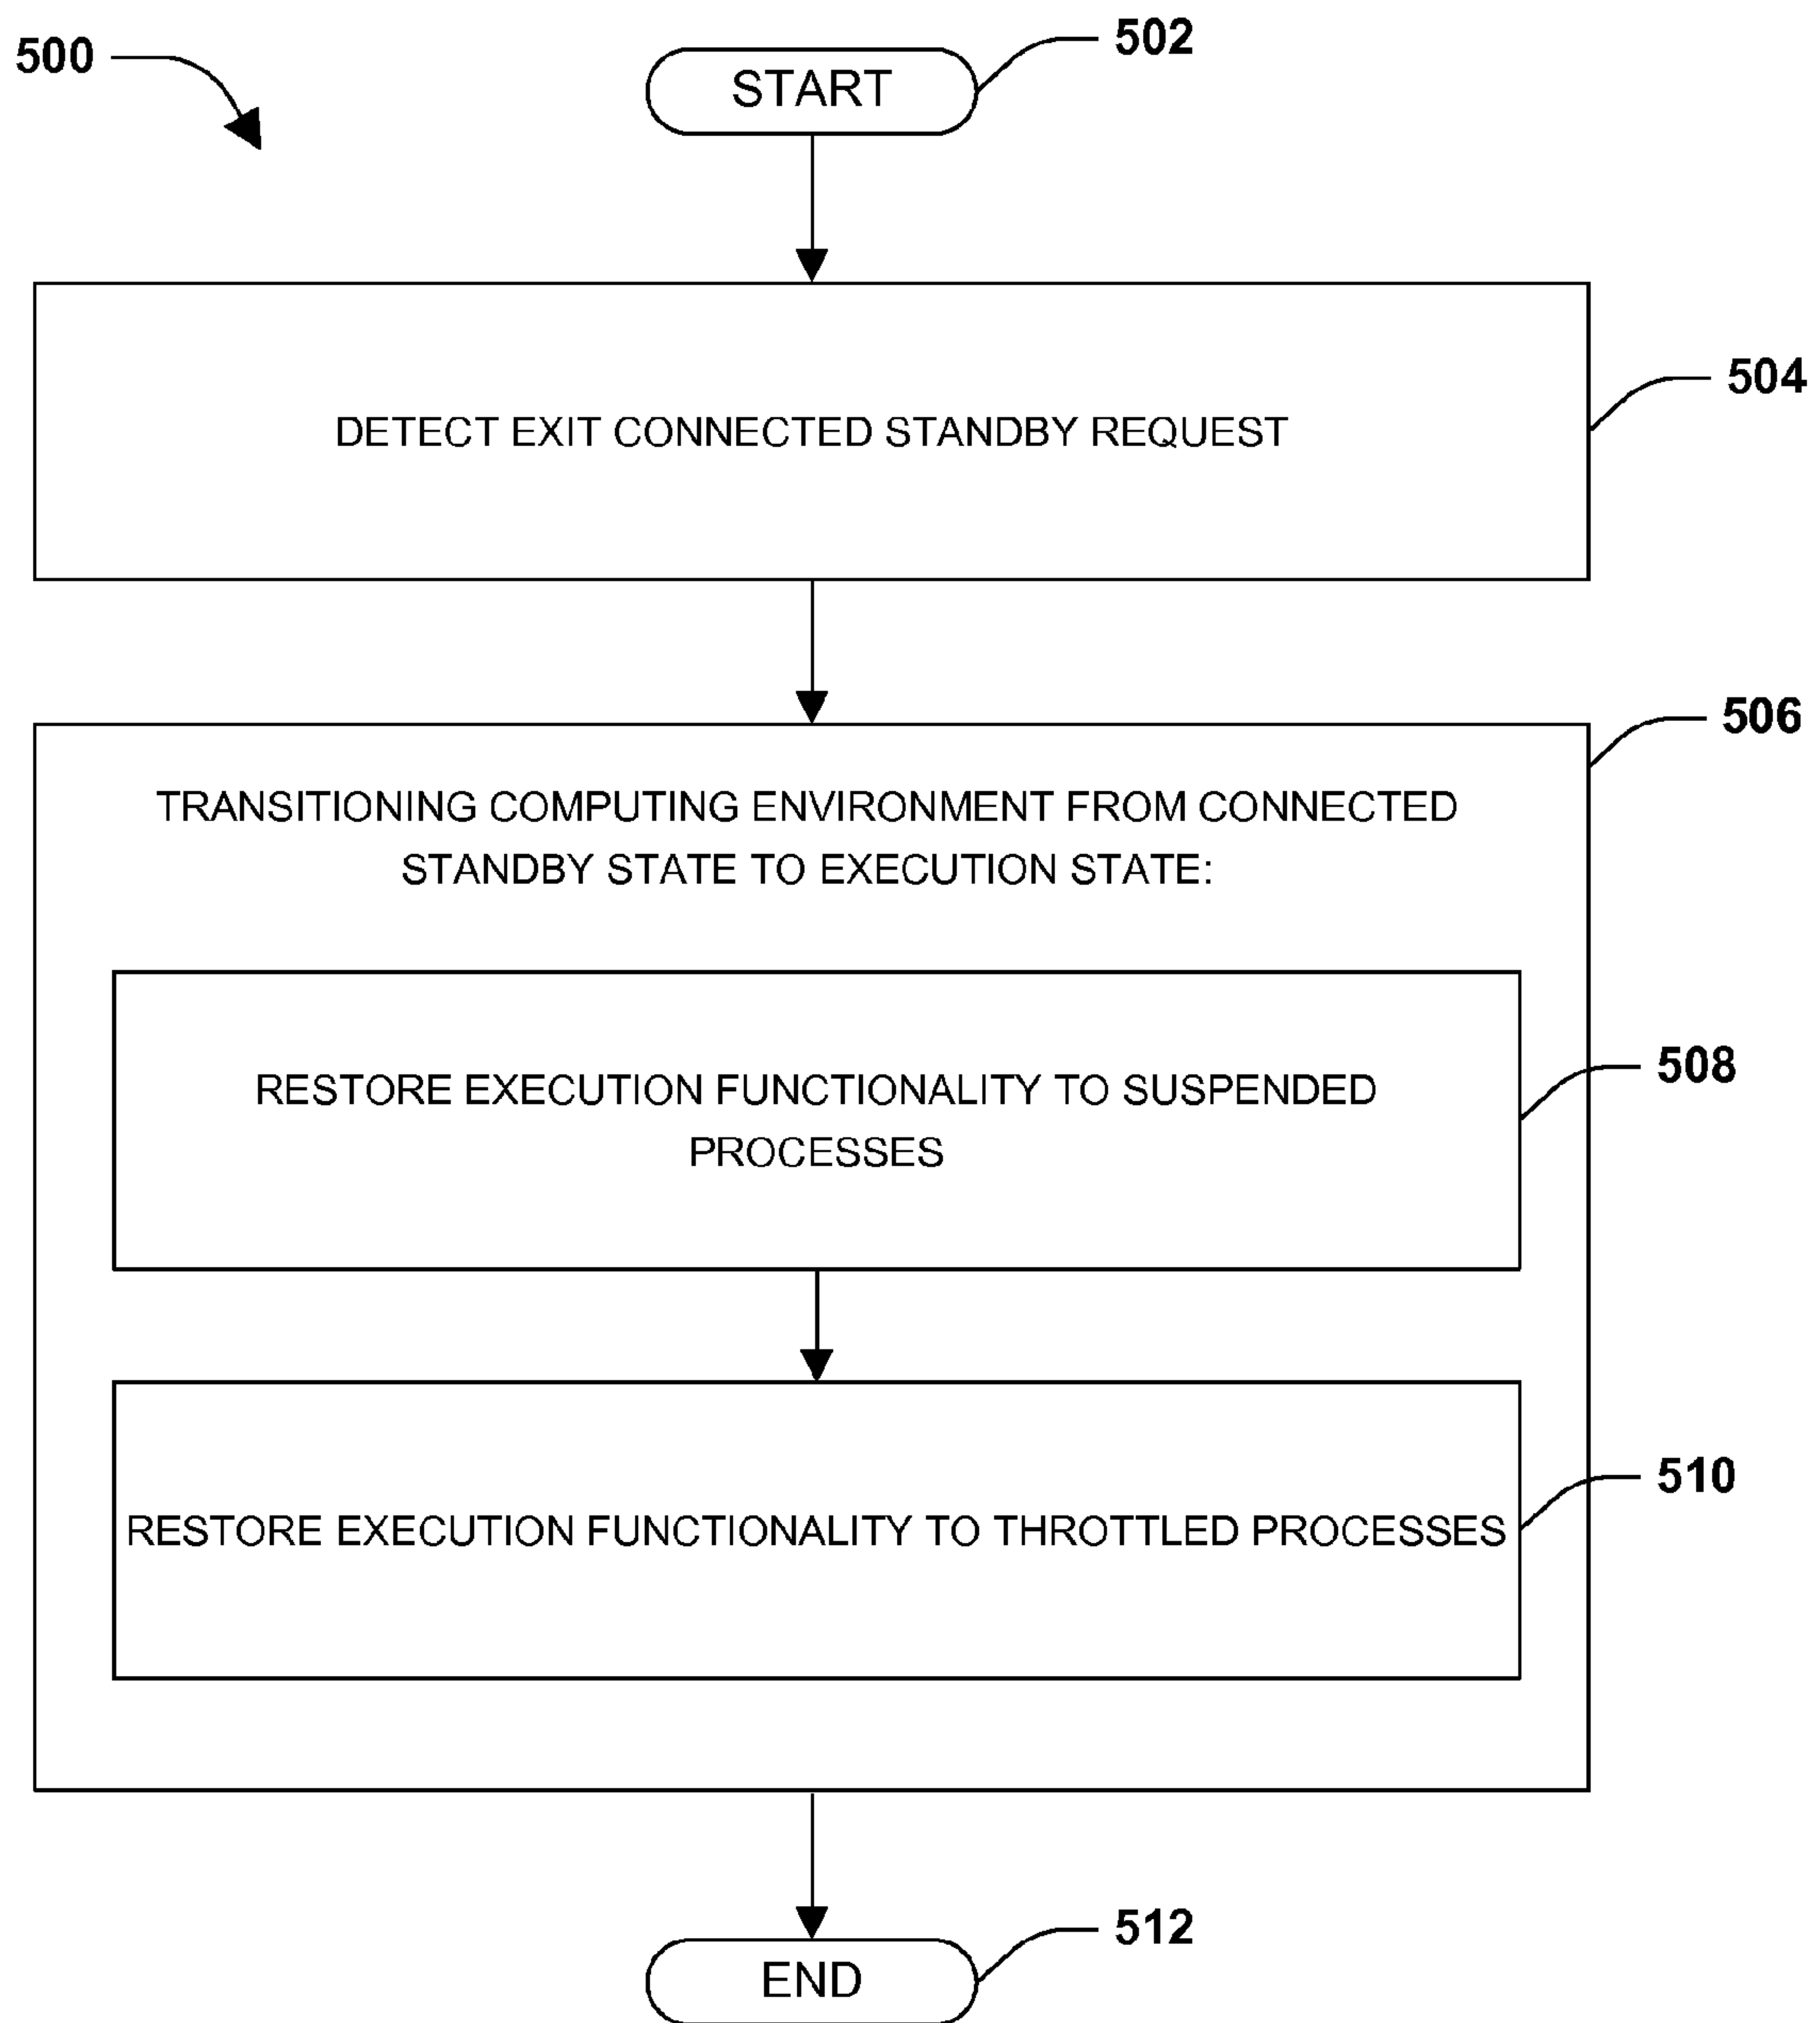 500
START
502
DETECT EXIT CONNECTED STANDBY REQUEST
504
506
TRANSITIONING COMPUTING ENVIRONMENT FROM CONNECTED
STANDBY STATE TO EXECUTION STATE:
RESTORE EXECUTION FUNCTIONALITY TO SUSPENDED
PROCESSES
508
RESTORE EXECUTION FUNCTIONALITY TO THROTTLED PROCESSES
510
END
512